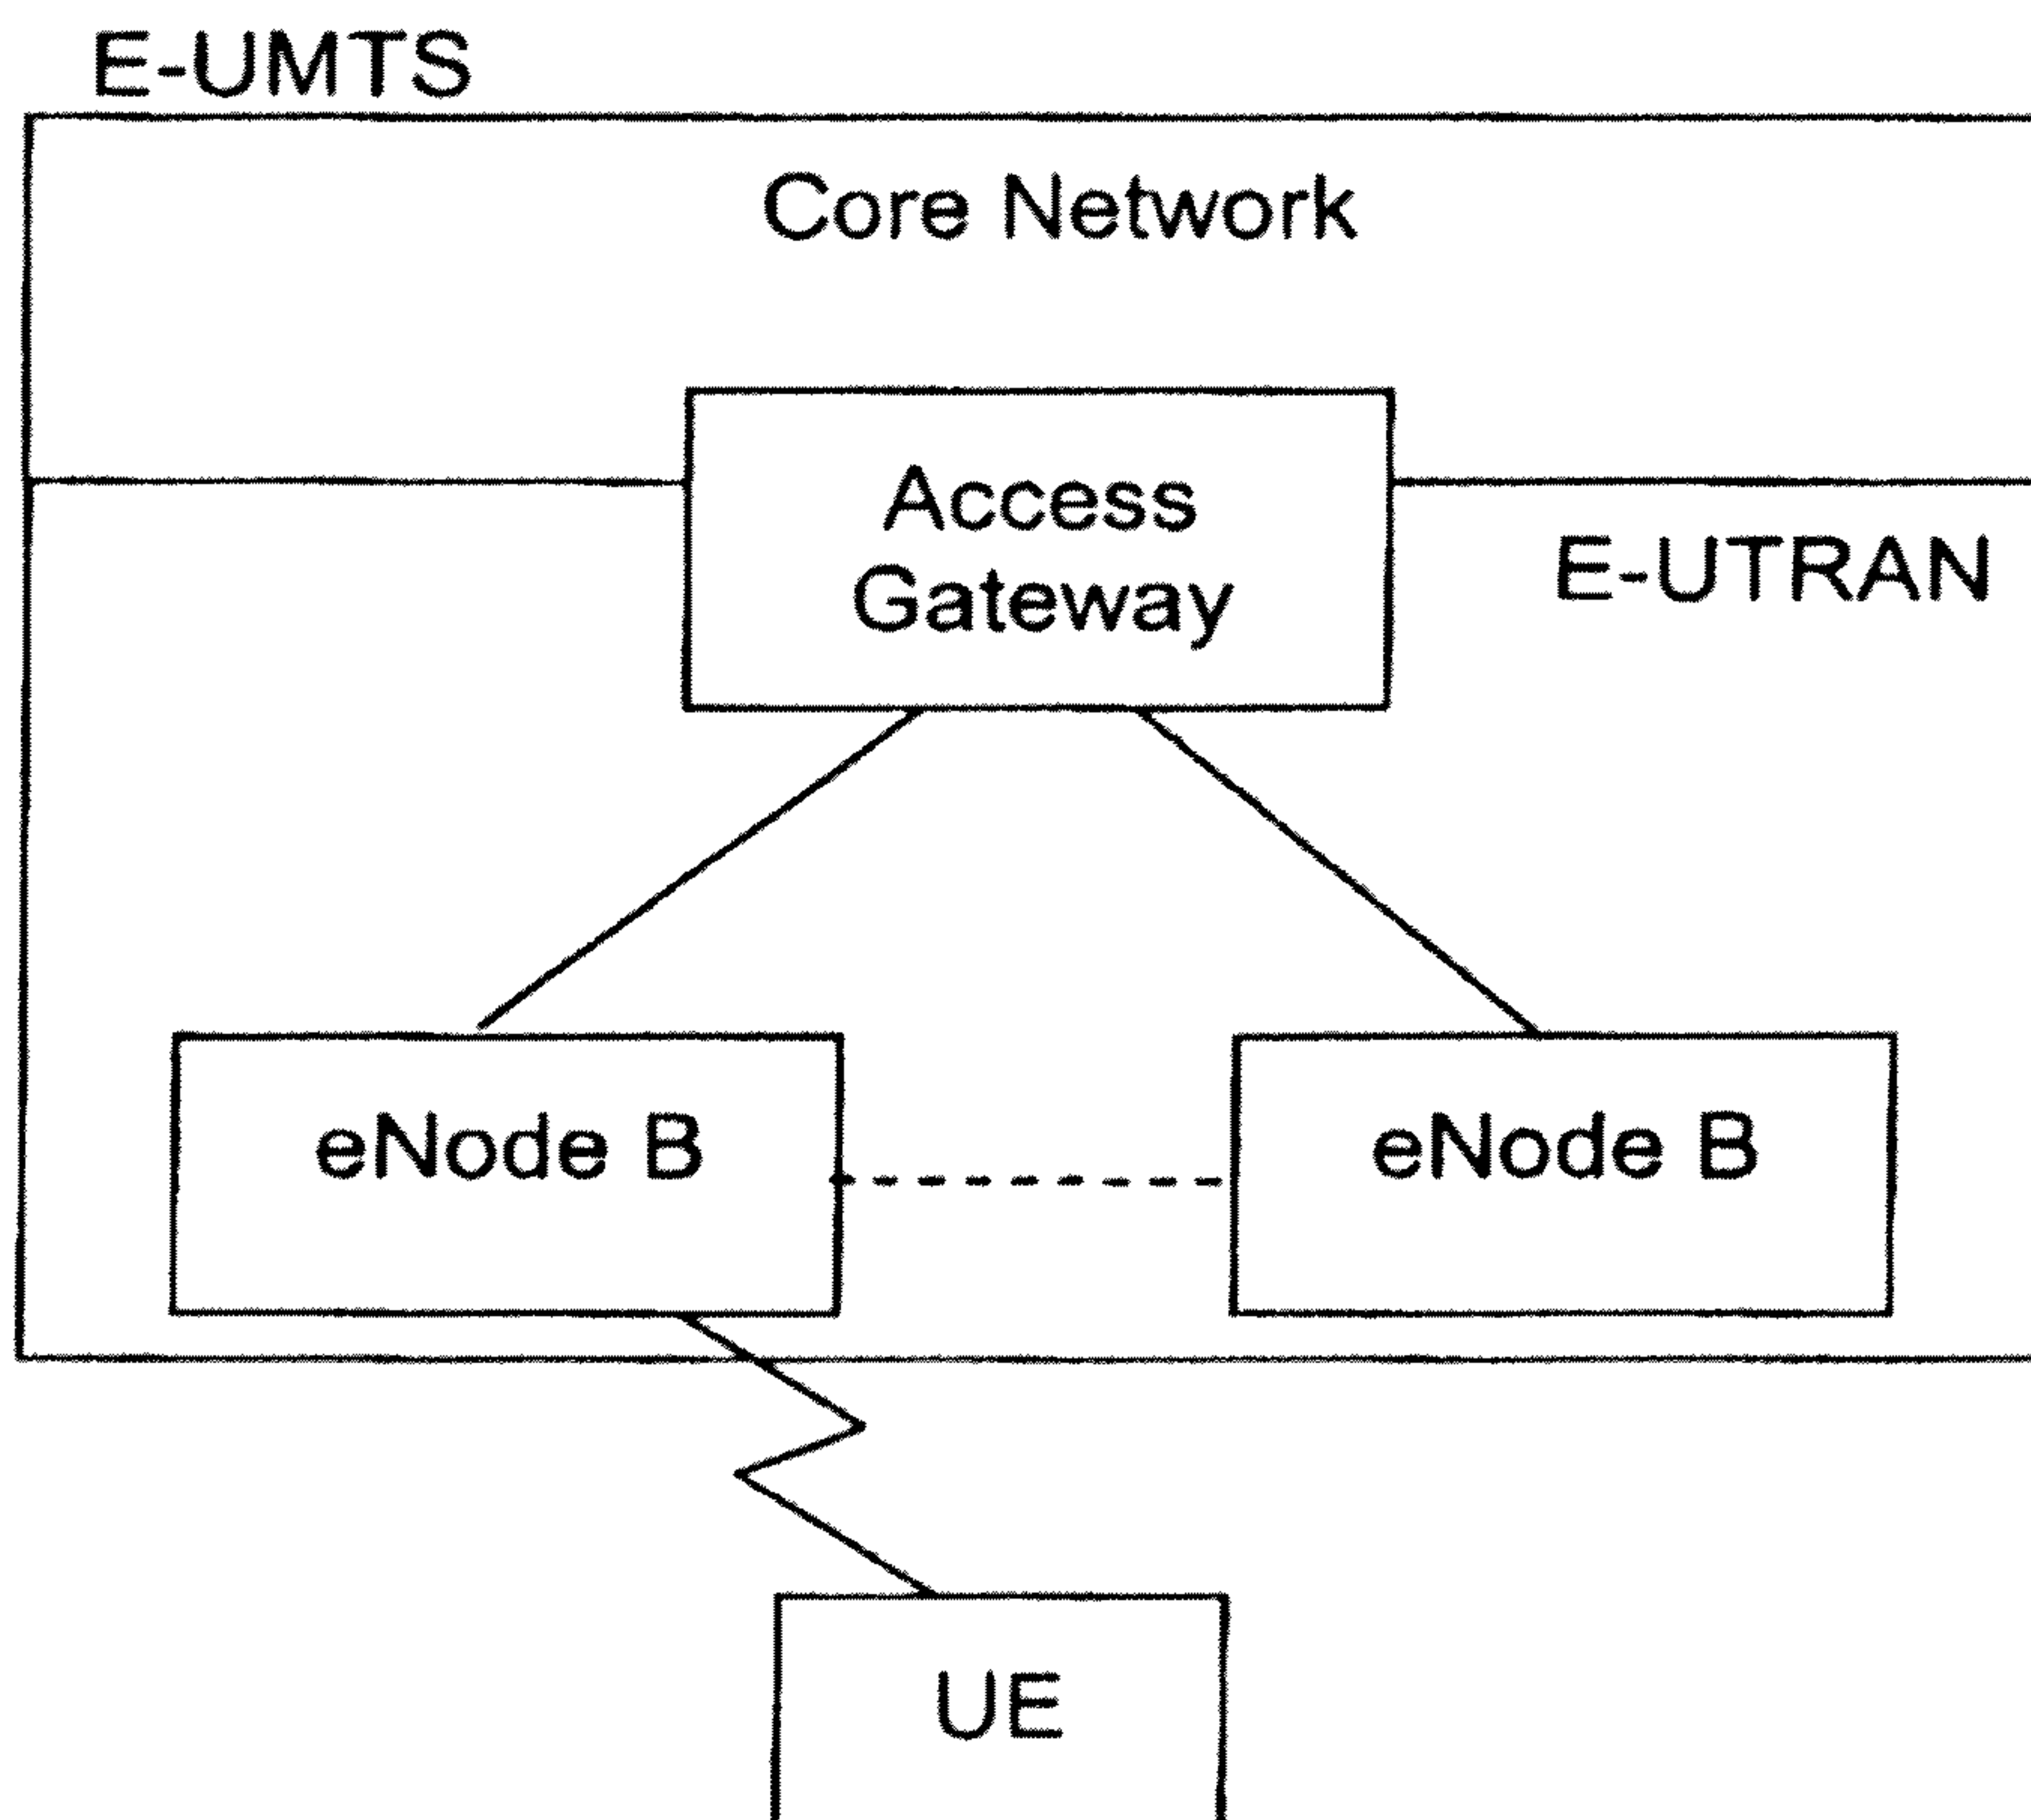 E-UMTS
Core Network
Access
Gateway
E-UTRAN
eNode B
eNode B
UE